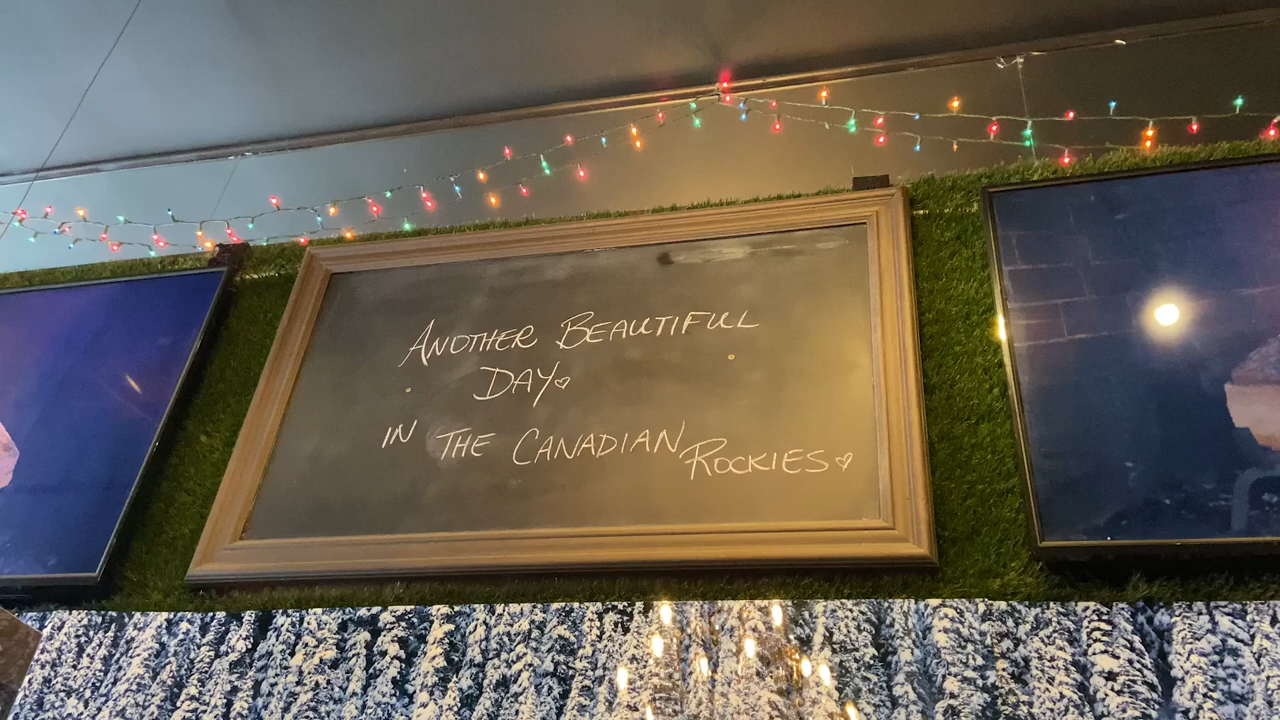 ANOTHER BEAUTIFUL
DAY♡
IN THE CANADIAN ROCKIES♡